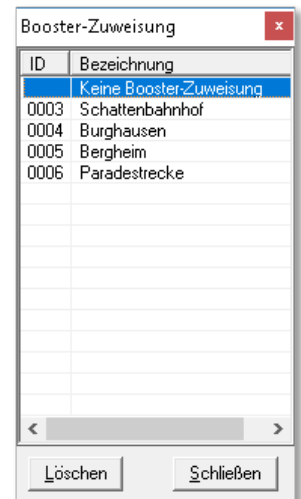 Booster-Zuweisung x
ID Bezeichnung
Keine Booster-Zuweisung
0003 Schattenbahnhof
0004 Burghausen
0005 Bergheim
0006 Paradestrecke
Löschen Schließen